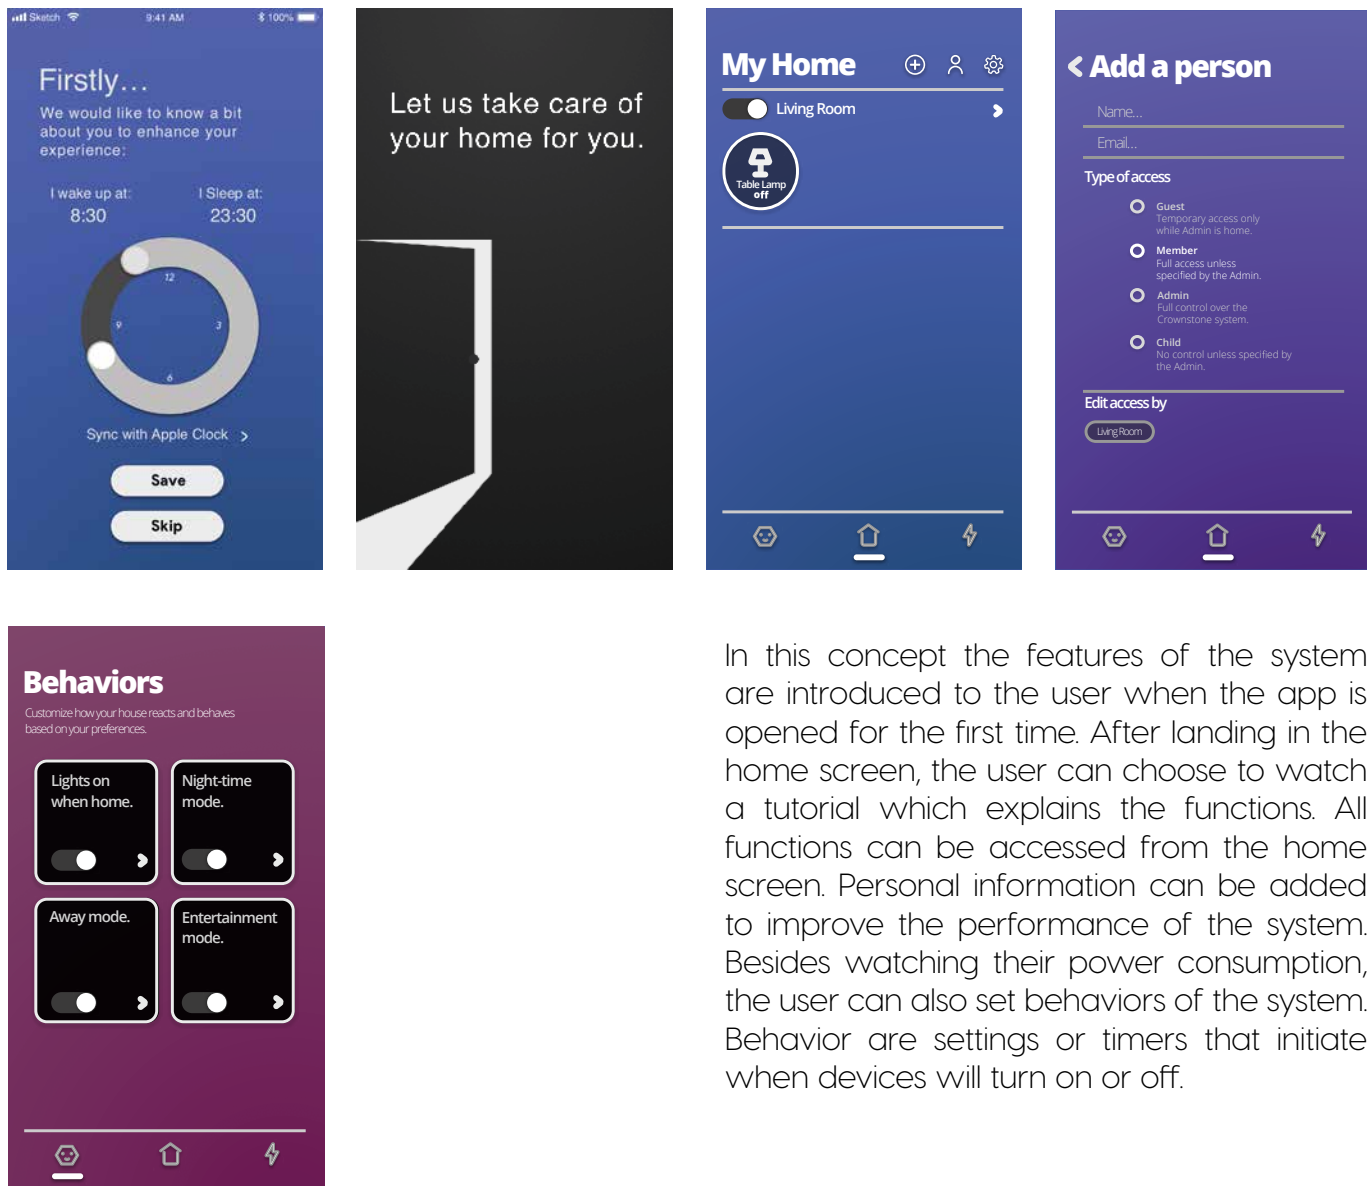 Sketch 9:41 AM 100%
Firstly...
We would like to know a bit
about you to enhance your
experience:
I wake up at: I Sleep at:
8:30 23:30
12
9 3
6
Sync with Apple Clock >
Save
Skip
Let us take care of
your home for you.
My Home
Living Room
Table Lamp
off
Add a person
Name...
Email...
Type of access
Guest
Temporary access only
while Admin is home.
Member
Full access unless
specified by the Admin.
Admin
Full control over the
Crownstone system.
Child
No control unless specified by
the Admin.
Edit access by
Living Room
Behaviors
Customize how your house reacts and behaves
based on your preferences.
Lights on
when home.
Night-time
mode.
Away mode.
Entertainment
mode.
In this concept the features of the system
are introduced to the user when the app is
opened for the first time. After landing in the
home screen, the user can choose to watch
a tutorial which explains the functions. All
functions can be accessed from the home
screen. Personal information can be added
to improve the performance of the system.
Besides watching their power consumption,
the user can also set behaviors of the system.
Behavior are settings or timers that initiate
when devices will turn on or off.